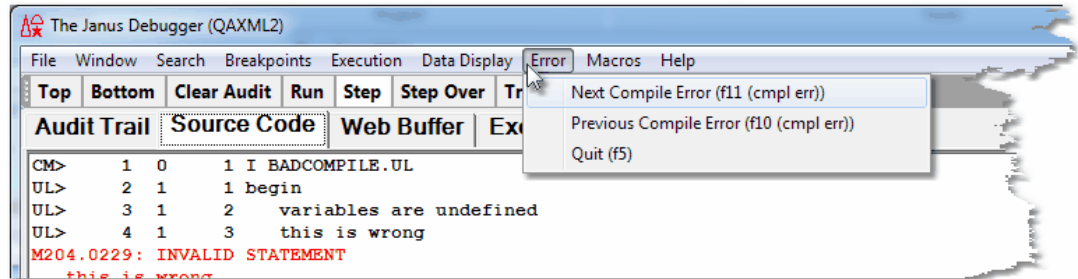 The Janus Debugger (QAXML2)
File Window Search Breakpoints Execution Data Display Error Macros Help
Top Bottom Clear Audit Run Step Step Over
Next Compile Error (f11 (cmpl err))
Previous Compile Error (f10 (cmpl err))
Quit (f5)
Audit Trail Source Code Web Buffer
CM> 1 0 1 I BADCOMPILE.UL
UL> 2 1 1 begin
UL> 3 1 2 variables are undefined
UL> 4 1 3 this is wrong
M204.0229: INVALID STATEMENT
this is wrong